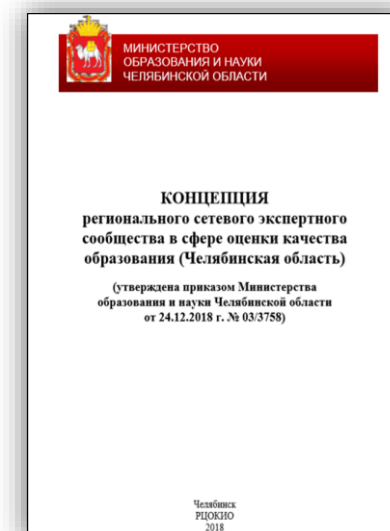 МИНИСТЕРСТВО
ОБРАЗОВАНИЯ И НАУКИ
ЧЕЛЯБИНСКОЙ ОБЛАСТИ
КОНЦЕПЦИЯ
регионального сетевого экспертного
сообщества в сфере оценки качества
образования (Челябинская область)
(утверждена приказом Министерства
образования и науки Челябинской области
от 24.12.2018 г. № 03/3758)
Челябинск
РЦОКИО
2018